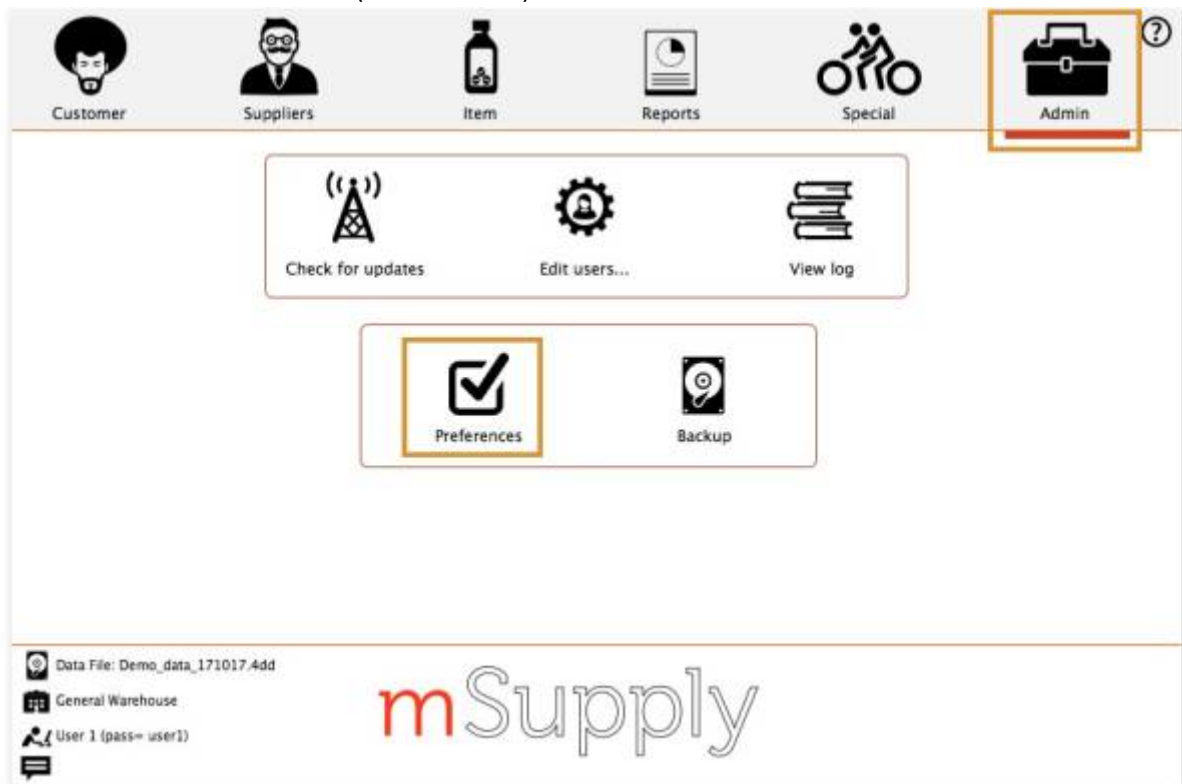 Customer
Suppliers
Item
Reports
Special
Admin
?
Check for updates
Edit users...
View log
Preferences
Backup
Data File: Demo_data_171017.4dd
General Warehouse
User 1 (pass= user1)
mSupply